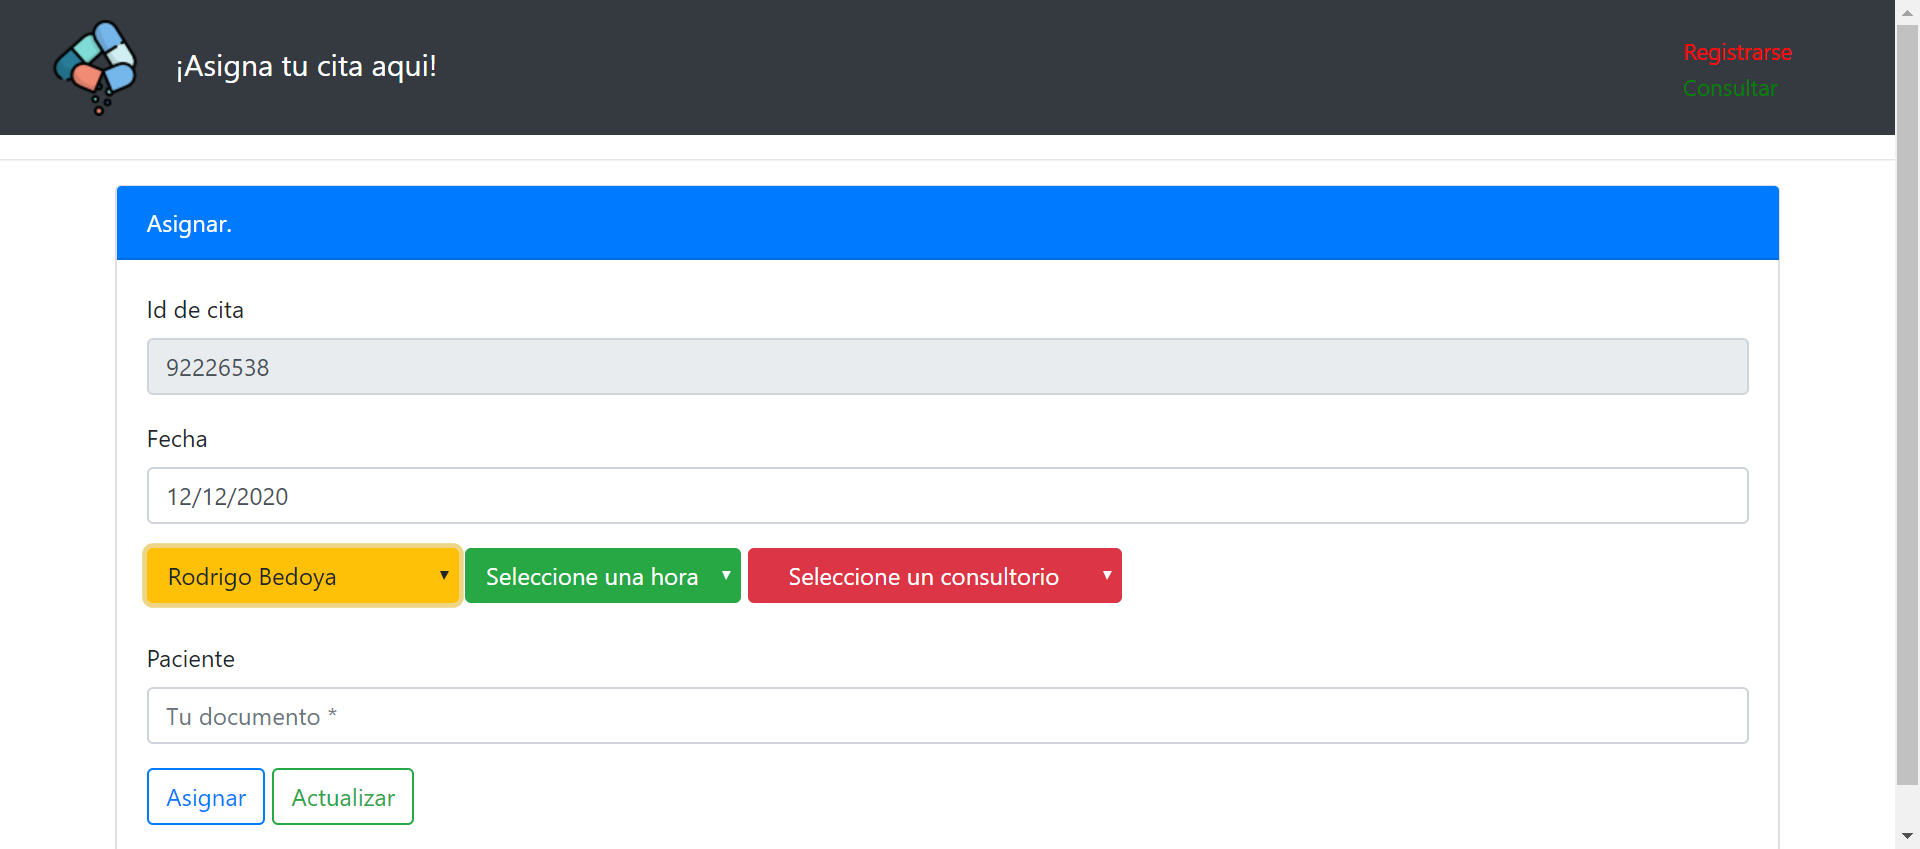 ¡Asigna tu cita aqui!
Registrarse
Consultar
Asignar.
Id de cita
92226538
Fecha
12/12/2020
Rodrigo Bedoya
Seleccione una hora
Seleccione un consultorio
Paciente
Tu documento *
Asignar
Actualizar